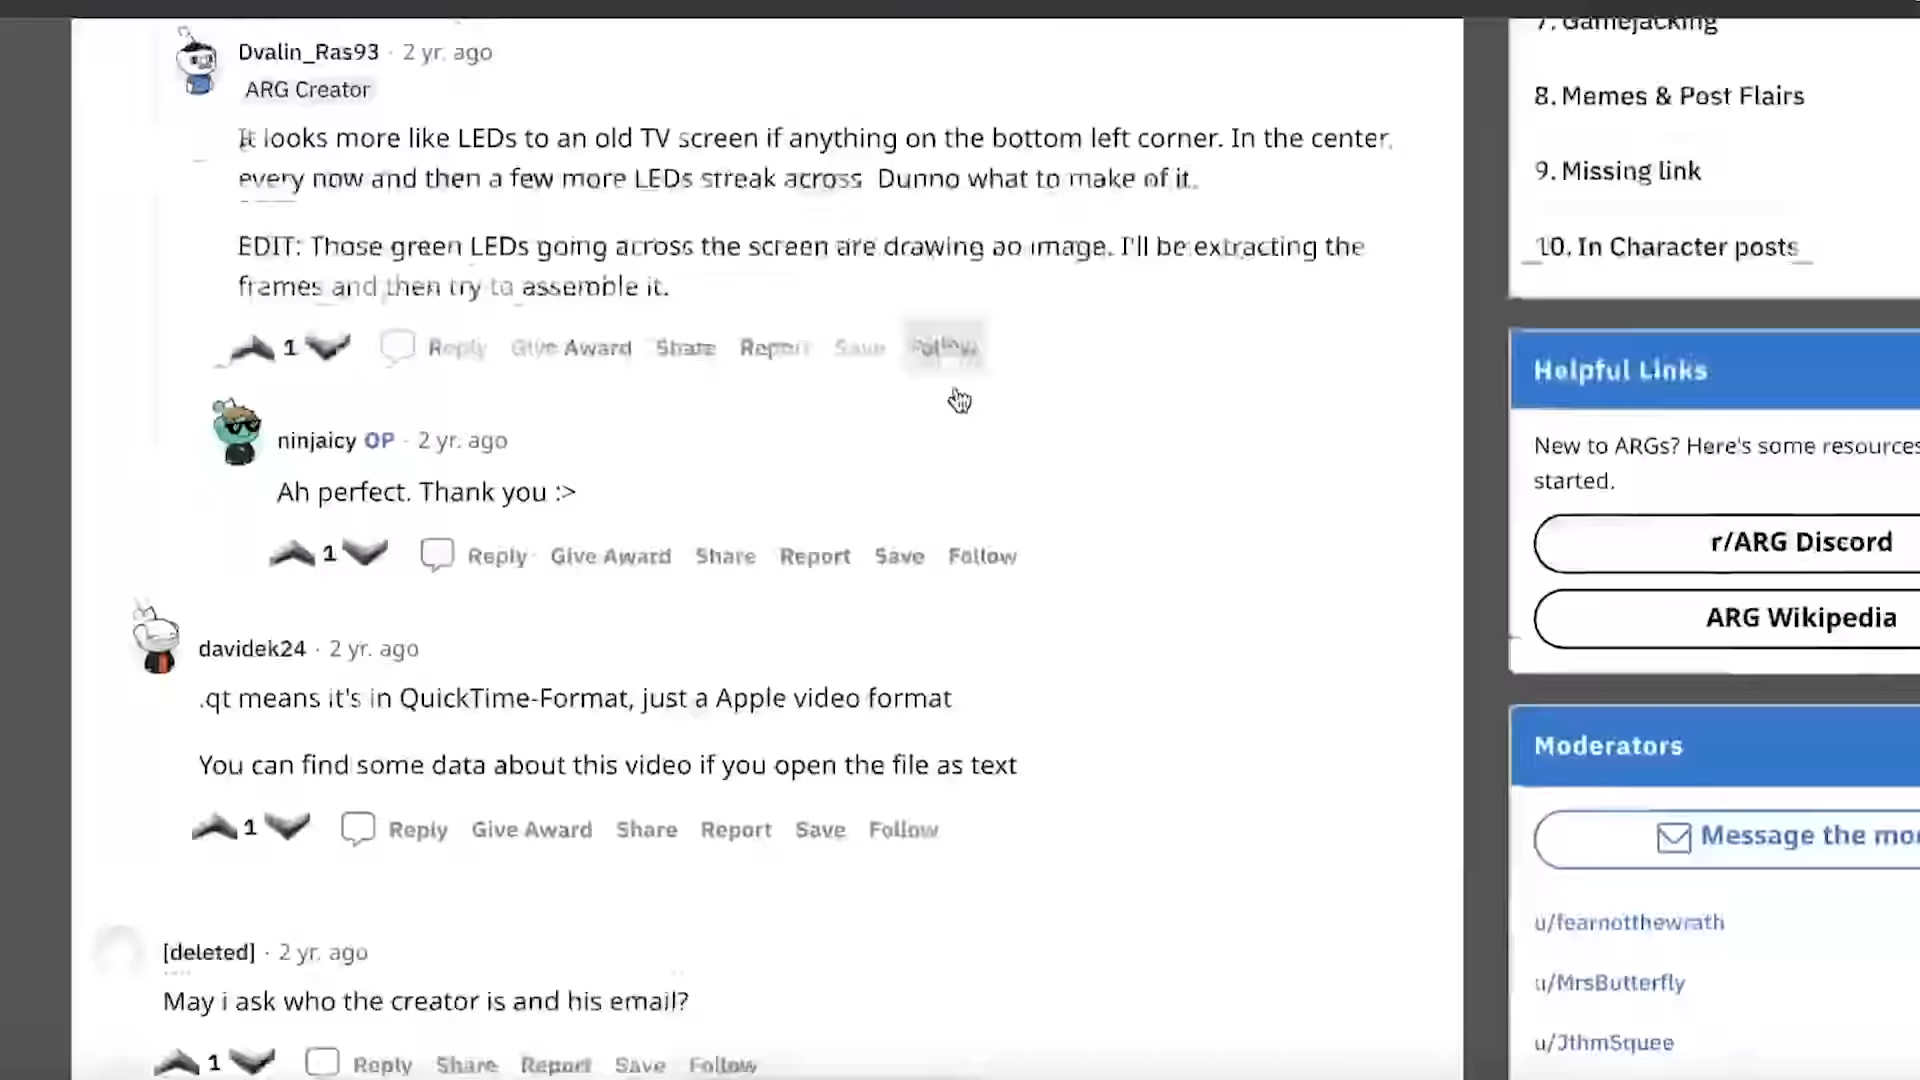 Dvalin_Ras93 · 2 yr. ago
ARG Creator
It looks more like LEDs to an old TV screen if anything on the bottom left corner. In the center,
every now and then a few more LEDs streak across Dunno what to make of it.
EDIT: Those green LEDs going across the screen are drawing ao image. I'll be extracting the
frames and then try to assemble it.
1 Reply Give Award Share Report Save Follow
ninjaicy OP · 2 yr. ago
Ah perfect. Thank you :>
1 Reply Give Award Share Report Save Follow
davidek24 · 2 yr. ago
.qt means it's in QuickTime-Format, just a Apple video format
You can find some data about this video if you open the file as text
1 Reply Give Award Share Report Save Follow
[deleted] · 2 yr. ago
May i ask who the creator is and his email?
1 Reply Share Report Save Follow
7. Gamejacking
8. Memes & Post Flairs
9. Missing link
10. In Character posts
Helpful Links
New to ARGs? Here's some resources
started.
r/ARG Discord
ARG Wikipedia
Moderators
Message the mo
u/fearnotthewrath
u/MrsButterfly
u/JthmSquee